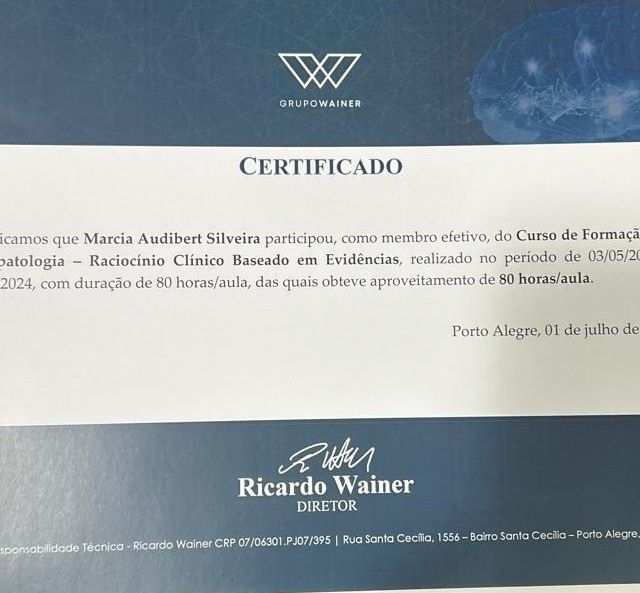 GRUPOWAINER
CERTIFICADO
icamos que Marcia Audibert Silveira participou, como membro efetivo, do Curso de Formaçã
patologia – Raciocínio Clínico Baseado em Evidências, realizado no período de 03/05/20
2024, com duração de 80 horas/aula, das quais obteve aproveitamento de 80 horas/aula.
Porto Alegre, 01 de julho de
Ricardo Wainer
DIRETOR
sponsabilidade Técnica - Ricardo Wainer CRP 07/06301.PJ07/395 | Rua Santa Cecília, 1556 – Bairro Santa Cecília – Porto Alegre.